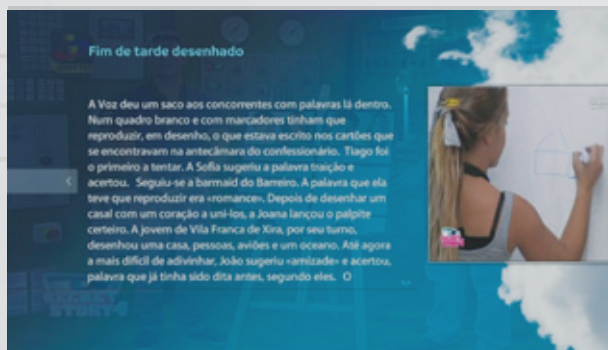 Fim de tarde desenhado
A Voz deu um saco aos concorrentes com palavras lá dentro.
Num quadro branco e com marcadores tinham que
reproduzir, em desenho, o que estava escrito nos cartões que
se encontravam na antecâmara do confessionário. Tiago foi
o primeiro a tentar. A Sofia sugeriu a palavra traição e
acertou. Seguiu-se a barmaid do Barreiro. A palavra que ela
teve que reproduzir era «romance». Depois de desenhar um
casal com um coração a uni-los, a Joana lançou o palpite
certeiro. A jovem de Vila Franca de Xira, por seu turno,
desenhou uma casa, pessoas, aviões e um oceano. Até agora
a mais difícil de adivinhar, João sugeriu «amizade» e acertou,
palavra que já tinha sido dita antes, segundo eles. O